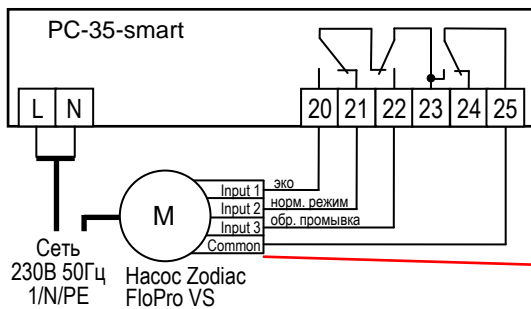 PC-35-smart
L N 20 21 22 23 24 25
Input 1 эко
Input 2 норм. режим
Input 3 обр. промывка
Common
M
Сеть
230В 50Гц
1/N/PE
Насос Zodiac
FloPro VS